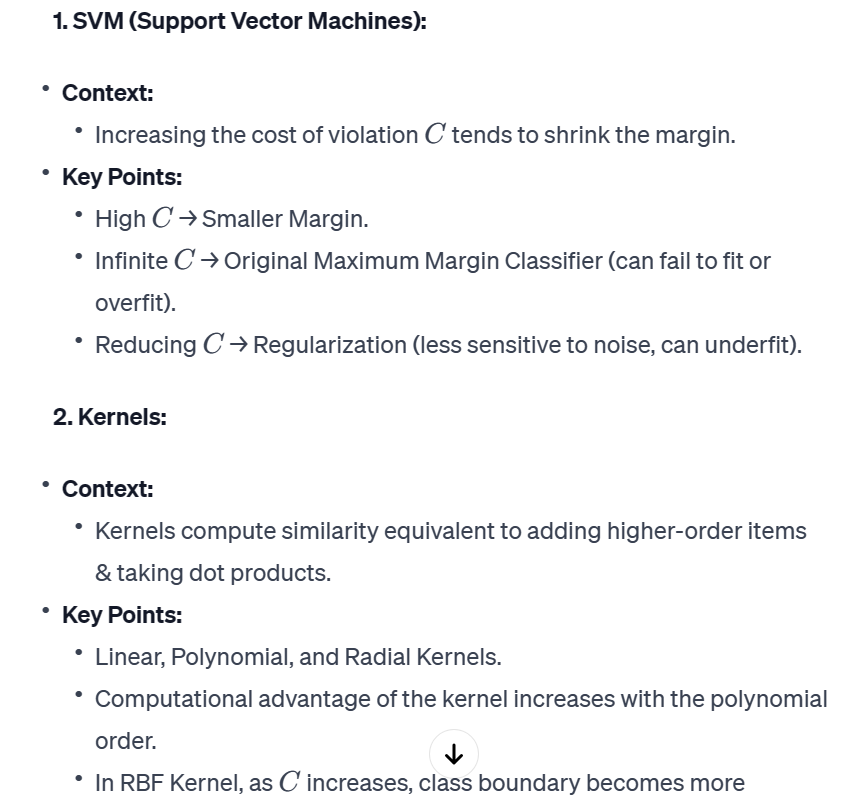 1. SVM (Support Vector Machines):
• Context:
• Increasing the cost of violation C tends to shrink the margin.
• Key Points:
• High C → Smaller Margin.
• Infinite C → Original Maximum Margin Classifier (can fail to fit or
overfit).
• Reducing C → Regularization (less sensitive to noise, can underfit).
2. Kernels:
• Context:
• Kernels compute similarity equivalent to adding higher-order items
& taking dot products.
• Key Points:
• Linear, Polynomial, and Radial Kernels.
• Computational advantage of the kernel increases with the polynomial
order.
• In RBF Kernel, as C increases, class boundary becomes more